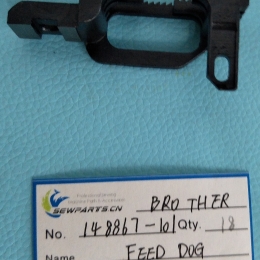 BROTHER
SEWPARTS.CN
No. 148867-101 Qty. 18
Name FEED DOG